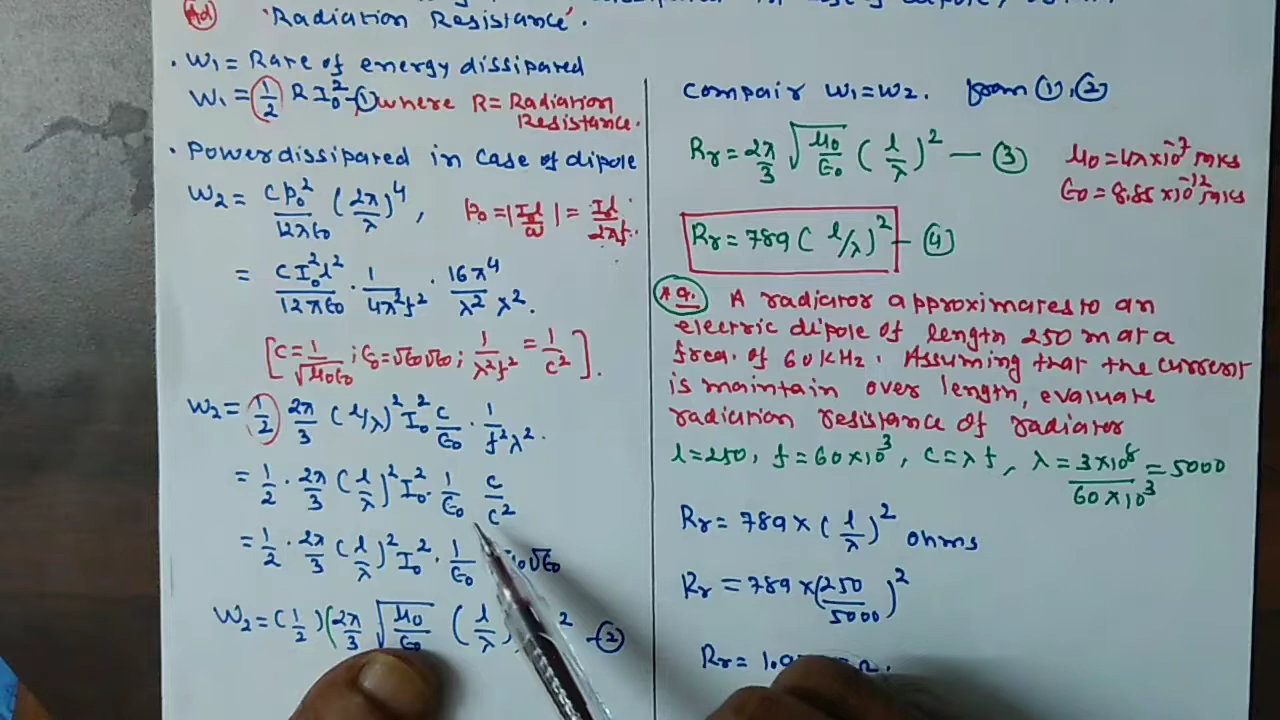 Ad 'Radiation Resistance'.
• W1 = Rate of energy dissipated
W1 = (1/2) R I0² —① where R = Radiation
Resistance.
• Power dissipated in case of dipole
W2 = C P0² / 12πϵ0 (2π/λ)⁴ , P0 = |Il/ω| = I0l/2πf.
= C I0² l² / 12πϵ0 · 1/4π²f² · 16π⁴/λ² λ².
[C = 1/√μ0ϵ0 ; C = √ϵ0 √ϵ0 ; 1/λ²f² = 1/C²].
W2 = (1/2) 2π/3 (l/λ)² I0² C/ϵ0 · 1/f²λ².
= 1/2 · 2π/3 (l/λ)² I0² · 1/ϵ0 C/C²
= 1/2 · 2π/3 (l/λ)² I0² · 1/ϵ0 √ϵ0
W2 = (1/2) (2π/3 √μ0/ϵ0 (l/λ) ² —②
Compair W1 = W2. from ①,②
Rr = 2π/3 √μ0/ϵ0 (l/λ)² — ③
μ0 = 4π×10⁻⁷ mks
ϵ0 = 8.85 ×10⁻¹² mks
Rr = 789 ( l/λ)² — ④
*Q. A radiator approximates to an
electric dipole of length 250 m at a
freq. of 60 KHz. Assuming that the current
is maintain over length, evaluate
radiation resistance of radiator
l = 250, f = 60×10³, C = λf, λ = 3×10⁸ / 60×10³ = 5000
Rr = 789 × (l/λ)² ohms
Rr = 789 × (250/5000)²
Rr = 1.9